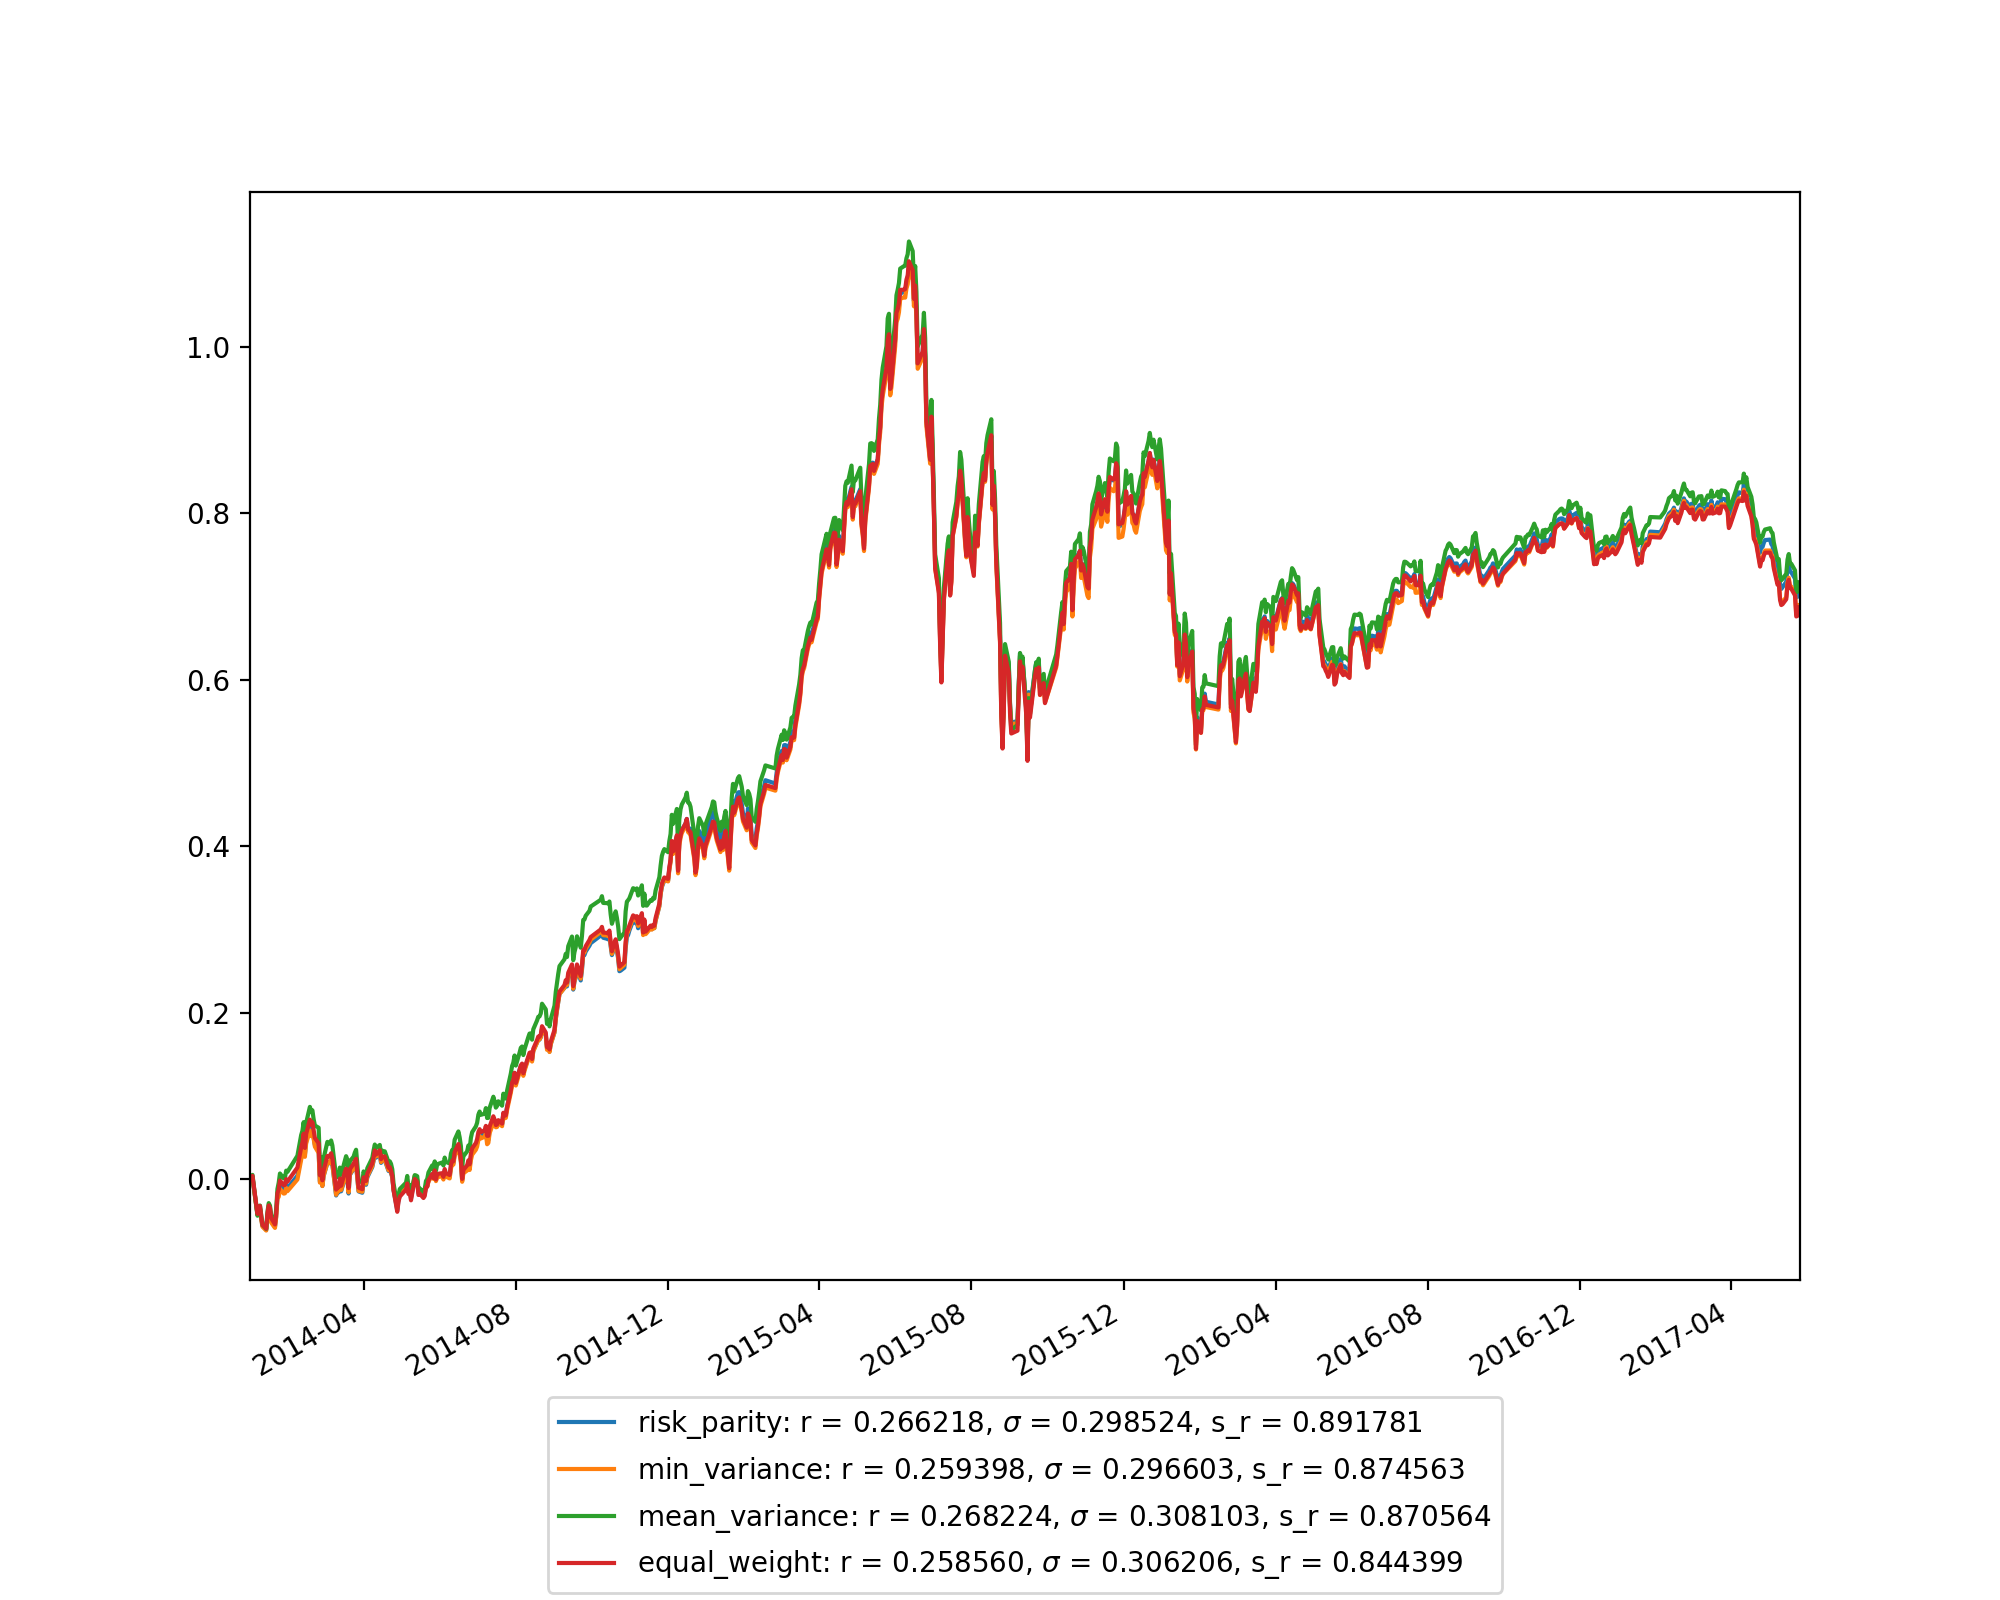 1.0
0.8
0.6
0.4
0.2
0.0
2014-04 2014-08 2014-12 2015-04 2015-08 2015-12 2016-04 2016-08 2016-12 2017-04
risk_parity: r = 0.266218, σ = 0.298524, s_r = 0.891781
min_variance: r = 0.259398, σ = 0.296603, s_r = 0.874563
mean_variance: r = 0.268224, σ = 0.308103, s_r = 0.870564
equal_weight: r = 0.258560, σ = 0.306206, s_r = 0.844399